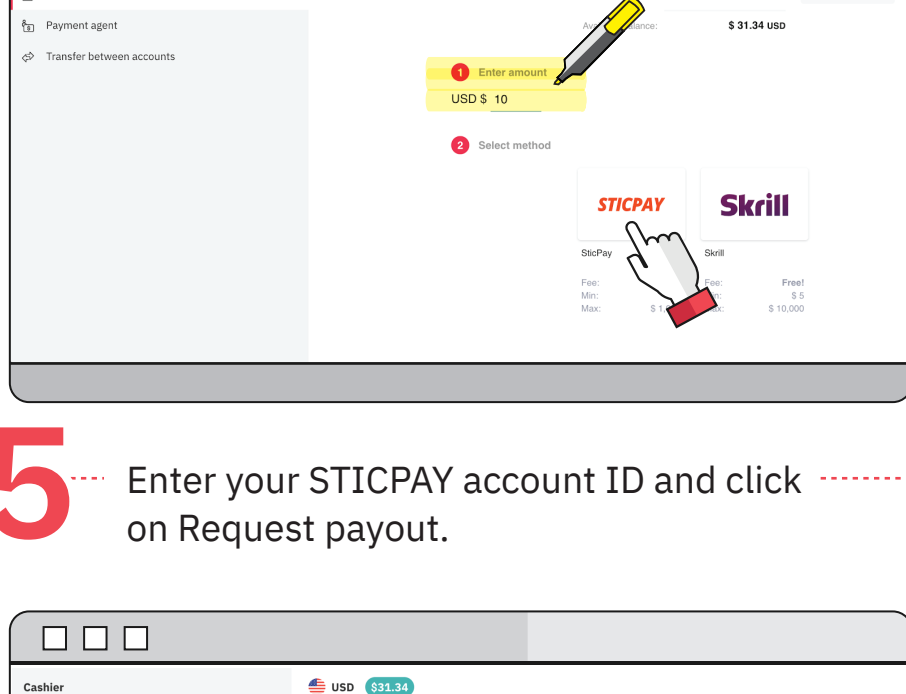 Payment agent
$ 31.34 USD
Transfer between accounts
1 Enter amount
USD $ 10
2 Select method
STICPAY Skrill
SticPay Skrill
Fee: Fee: Free!
Min: $ 5
Max: $ 10,000
5 Enter your STICPAY account ID and click
on Request payout.
Cashier USD $31.34